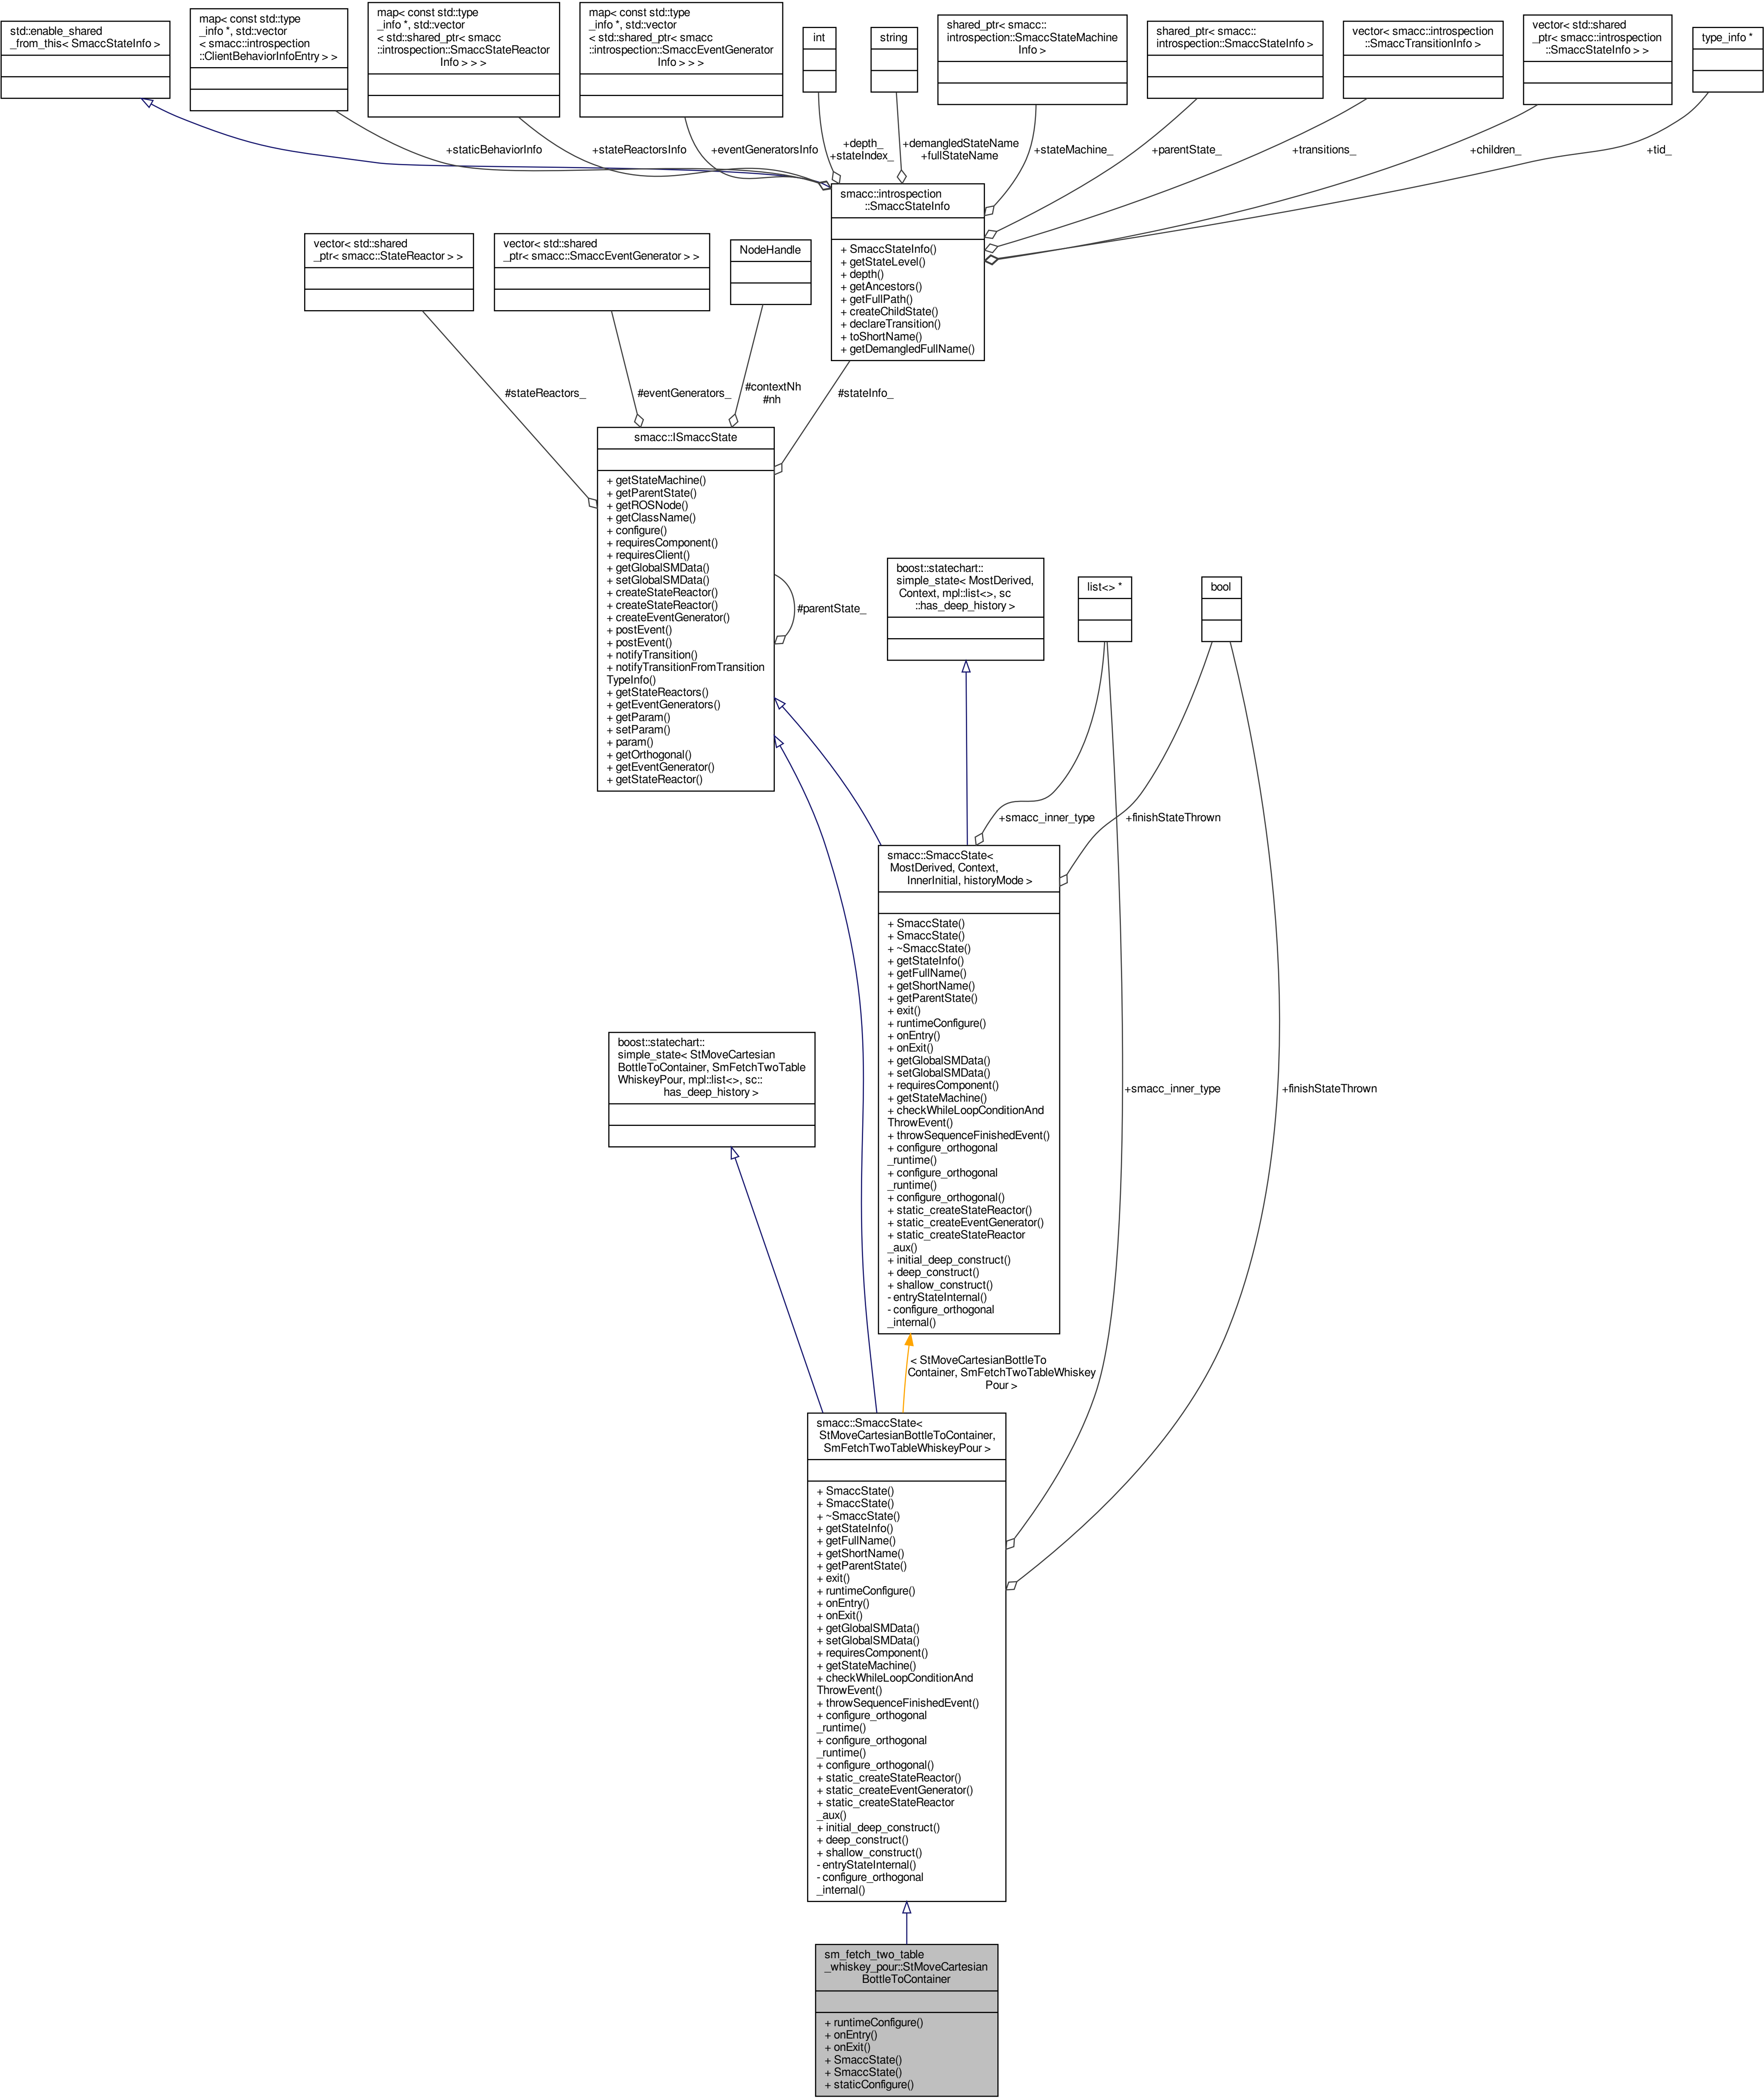 std::enable_shared
_from_this< SmaccStateInfo >
map< const std::type
_info *, std::vector
< smacc::introspection
::ClientBehaviorInfoEntry > >
map< const std::type
_info *, std::vector
< std::shared_ptr< smacc
::introspection::SmaccStateReactor
Info > > >
map< const std::type
_info *, std::vector
< std::shared_ptr< smacc
::introspection::SmaccEventGenerator
Info > > >
int
string
shared_ptr< smacc::
introspection::SmaccStateMachine
Info >
shared_ptr< smacc::
introspection::SmaccStateInfo >
vector< smacc::introspection
::SmaccTransitionInfo >
vector< std::shared
_ptr< smacc::introspection
::SmaccStateInfo > >
type_info *
+staticBehaviorInfo
+stateReactorsInfo
+eventGeneratorsInfo
+depth_
+stateIndex_
+demangledStateName
+fullStateName
+stateMachine_
+parentState_
+transitions_
+children_
+tid_
smacc::introspection
::SmaccStateInfo
+ SmaccStateInfo()
+ getStateLevel()
+ depth()
+ getAncestors()
+ getFullPath()
+ createChildState()
+ declareTransition()
+ toShortName()
+ getDemangledFullName()
vector< std::shared
_ptr< smacc::StateReactor > >
vector< std::shared
_ptr< smacc::SmaccEventGenerator > >
NodeHandle
#stateReactors_
#eventGenerators_
#contextNh
#nh
#stateInfo_
smacc::ISmaccState
+ getStateMachine()
+ getParentState()
+ getROSNode()
+ getClassName()
+ configure()
+ requiresComponent()
+ requiresClient()
+ getGlobalSMData()
+ setGlobalSMData()
+ createStateReactor()
+ createStateReactor()
+ createEventGenerator()
+ postEvent()
+ postEvent()
+ notifyTransition()
+ notifyTransitionFromTransition
TypeInfo()
+ getStateReactors()
+ getEventGenerators()
+ getParam()
+ setParam()
+ param()
+ getOrthogonal()
+ getEventGenerator()
+ getStateReactor()
#parentState_
boost::statechart::
simple_state< MostDerived,
Context, mpl::list<>, sc
::has_deep_history >
list<> *
bool
+smacc_inner_type
+finishStateThrown
smacc::SmaccState<
MostDerived, Context,
InnerInitial, historyMode >
+ SmaccState()
+ SmaccState()
+ ~SmaccState()
+ getStateInfo()
+ getFullName()
+ getShortName()
+ getParentState()
+ exit()
+ runtimeConfigure()
+ onEntry()
+ onExit()
+ getGlobalSMData()
+ setGlobalSMData()
+ requiresComponent()
+ getStateMachine()
+ checkWhileLoopConditionAnd
ThrowEvent()
+ throwSequenceFinishedEvent()
+ configure_orthogonal
_runtime()
+ configure_orthogonal
_runtime()
+ configure_orthogonal()
+ static_createStateReactor()
+ static_createEventGenerator()
+ static_createStateReactor
_aux()
+ initial_deep_construct()
+ deep_construct()
+ shallow_construct()
- entryStateInternal()
- configure_orthogonal
_internal()
boost::statechart::
simple_state< StMoveCartesian
BottleToContainer, SmFetchTwoTable
WhiskeyPour, mpl::list<>, sc::
has_deep_history >
+smacc_inner_type
+finishStateThrown
< StMoveCartesianBottleTo
Container, SmFetchTwoTableWhiskey
Pour >
smacc::SmaccState<
StMoveCartesianBottleToContainer,
SmFetchTwoTableWhiskeyPour >
+ SmaccState()
+ SmaccState()
+ ~SmaccState()
+ getStateInfo()
+ getFullName()
+ getShortName()
+ getParentState()
+ exit()
+ runtimeConfigure()
+ onEntry()
+ onExit()
+ getGlobalSMData()
+ setGlobalSMData()
+ requiresComponent()
+ getStateMachine()
+ checkWhileLoopConditionAnd
ThrowEvent()
+ throwSequenceFinishedEvent()
+ configure_orthogonal
_runtime()
+ configure_orthogonal
_runtime()
+ configure_orthogonal()
+ static_createStateReactor()
+ static_createEventGenerator()
+ static_createStateReactor
_aux()
+ initial_deep_construct()
+ deep_construct()
+ shallow_construct()
- entryStateInternal()
- configure_orthogonal
_internal()
sm_fetch_two_table
_whiskey_pour::StMoveCartesian
BottleToContainer
+ runtimeConfigure()
+ onEntry()
+ onExit()
+ SmaccState()
+ SmaccState()
+ staticConfigure()